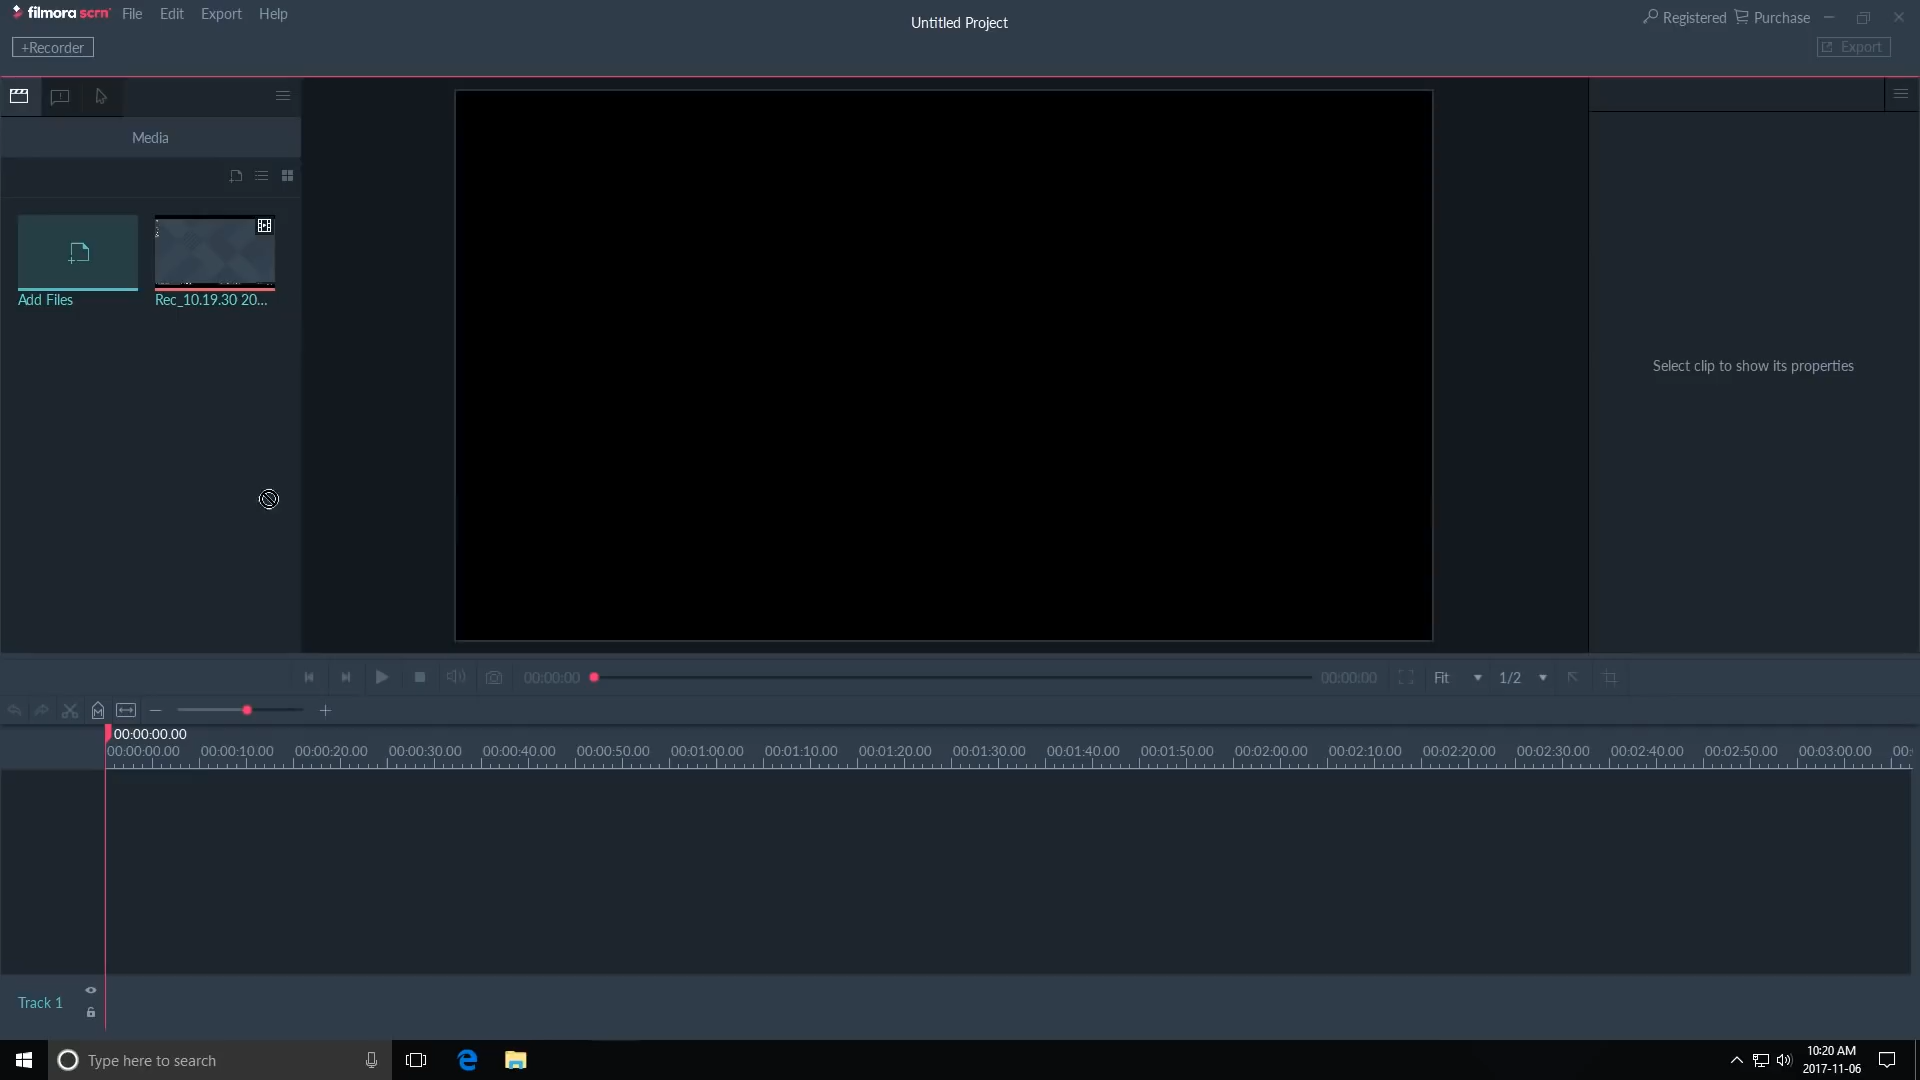 filmora scrn File Edit Export Help
Untitled Project
Registered Purchase
+Recorder
Export
Media
Add Files
Rec_10.19.30 20...
Select clip to show its properties
00:00:00
00:00:00
Fit
1/2
00:00:00.00
00:00:00.00 00:00:10.00 00:00:20.00 00:00:30.00 00:00:40.00 00:00:50.00 00:01:00.00 00:01:10.00 00:01:20.00 00:01:30.00 00:01:40.00 00:01:50.00 00:02:00.00 00:02:10.00 00:02:20.00 00:02:30.00 00:02:40.00 00:02:50.00 00:03:00.00 00:
Track 1
Type here to search
10:20 AM
2017-11-06